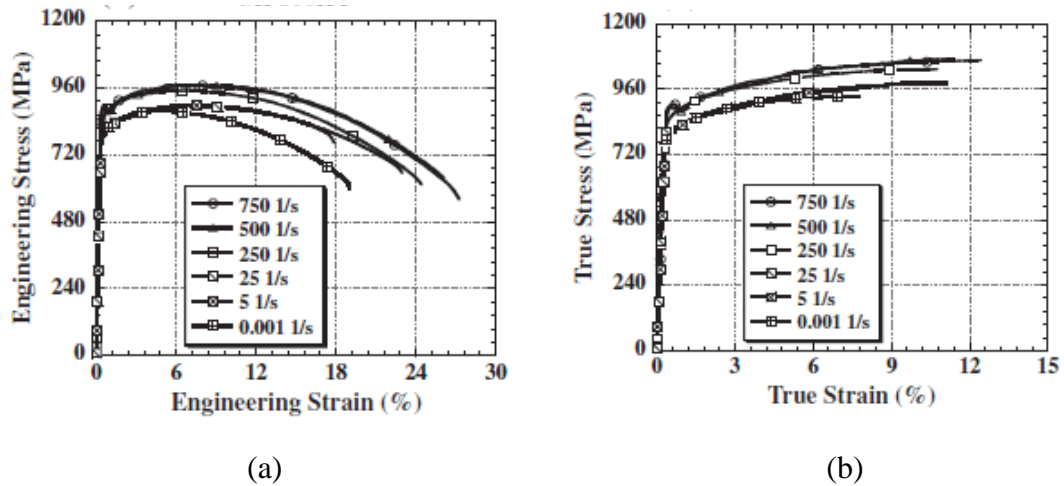 1200
960
720
480
240
0
Engineering Stress (MPa)
750 1/s
500 1/s
250 1/s
25 1/s
5 1/s
0.001 1/s
0 6 12 18 24 30
Engineering Strain (%)
(a)
1200
960
720
480
240
0
True Stress (MPa)
750 1/s
500 1/s
250 1/s
25 1/s
5 1/s
0.001 1/s
0 3 6 9 12 15
True Strain (%)
(b)